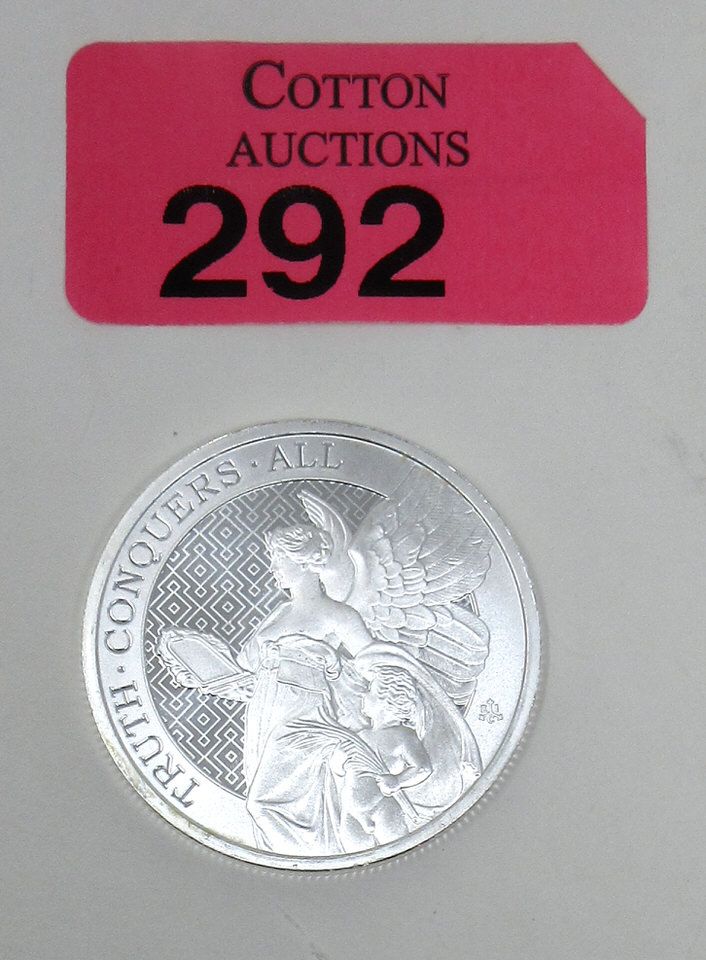 COTTON
AUCTIONS
292
TRUTH · CONQUERS · ALL